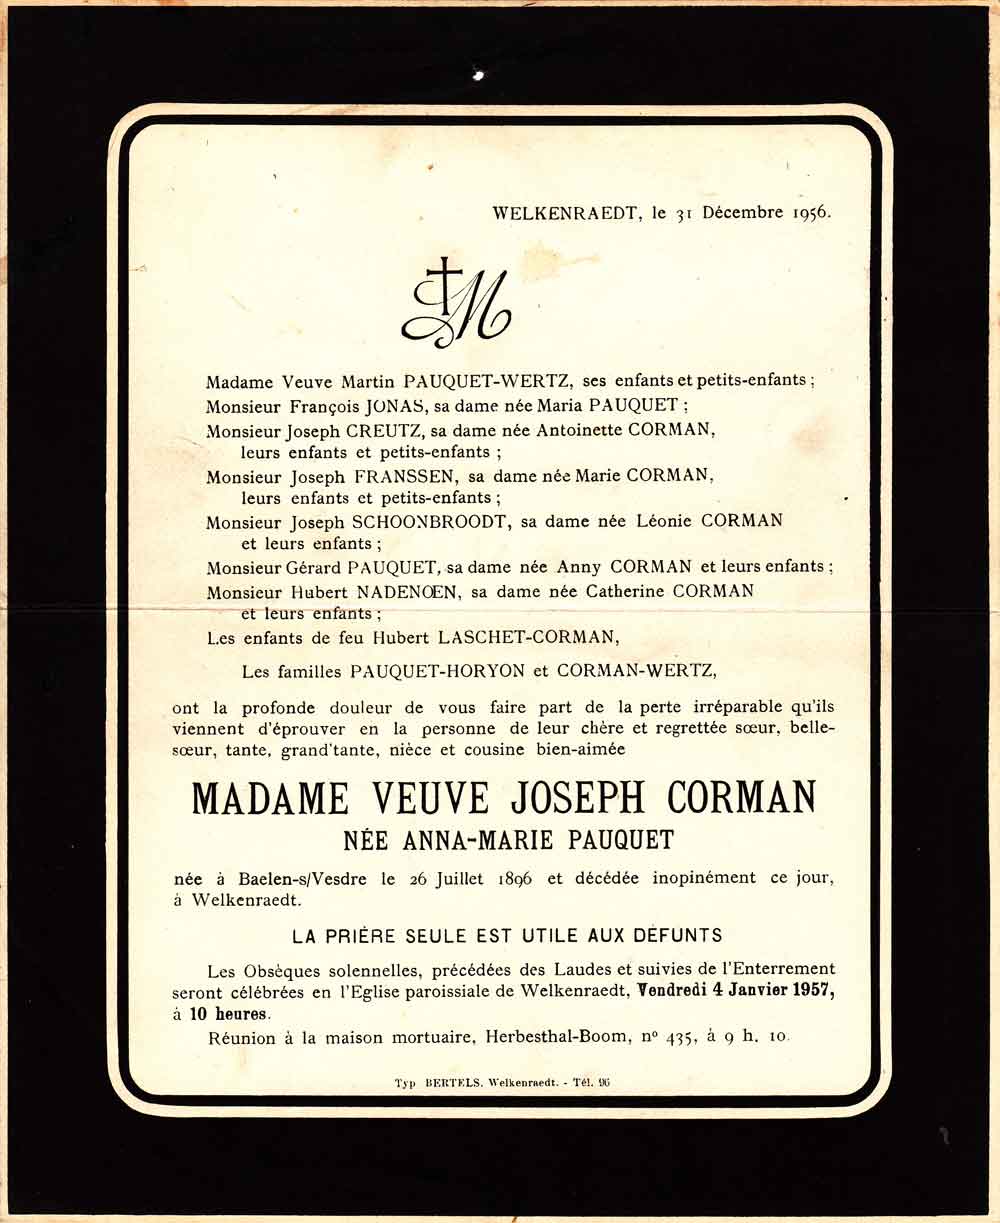 WELKENRAEDT, le 31 Décembre 1956.
M
Madame Veuve Martin PAUQUET-WERTZ, ses enfants et petits-enfants ;
Monsieur François JONAS, sa dame née Maria PAUQUET ;
Monsieur Joseph CREUTZ, sa dame née Antoinette CORMAN,
leurs enfants et petits-enfants ;
Monsieur Joseph FRANSSEN, sa dame née Marie CORMAN,
leurs enfants et petits-enfants ;
Monsieur Joseph SCHOONBROODT, sa dame née Léonie CORMAN
et leurs enfants ;
Monsieur Gérard PAUQUET, sa dame née Anny CORMAN et leurs enfants ;
Monsieur Hubert NADENŒN, sa dame née Catherine CORMAN
et leurs enfants ;
Les enfants de feu Hubert LASCHET-CORMAN,
Les familles PAUQUET-HORYON et CORMAN-WERTZ,
ont la profonde douleur de vous faire part de la perte irréparable qu'ils
viennent d'éprouver en la personne de leur chère et regrettée sœur, belle-
sœur, tante, grand'tante, nièce et cousine bien-aimée
MADAME VEUVE JOSEPH CORMAN
NÉE ANNA-MARIE PAUQUET
née à Baelen-s/Vesdre le 26 Juillet 1896 et décédée inopinément ce jour,
à Welkenraedt.
LA PRIÈRE SEULE EST UTILE AUX DÉFUNTS
Les Obsèques solennelles, précédées des Laudes et suivies de l'Enterrement
seront célébrées en l'Eglise paroissiale de Welkenraedt, Vendredi 4 Janvier 1957,
à 10 heures.
Réunion à la maison mortuaire, Herbesthal-Boom, nº 435, à 9 h. 10.
Typ BERTELS. Welkenraedt. - Tél. 96